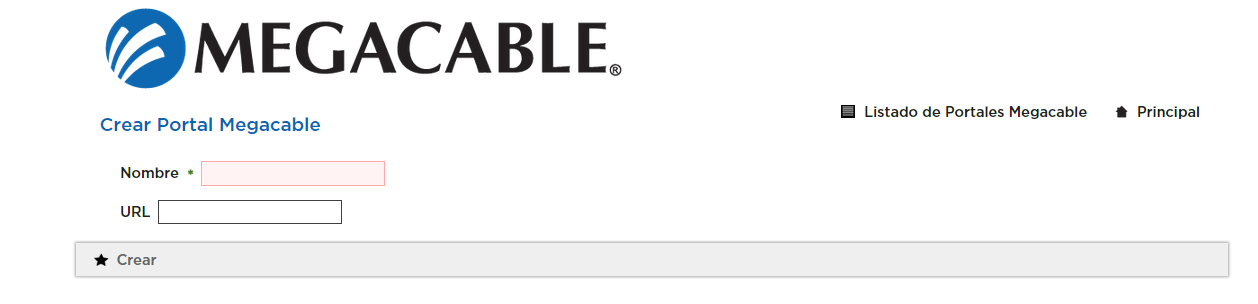 MEGACABLE®
Listado de Portales Megacable Principal
Crear Portal Megacable
Nombre *
URL
Crear